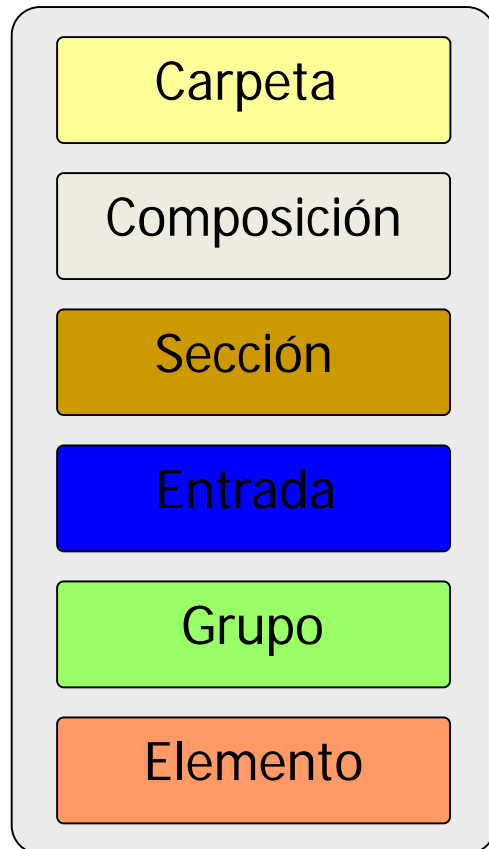 Carpeta
Composición
Sección
Entrada
Grupo
Elemento